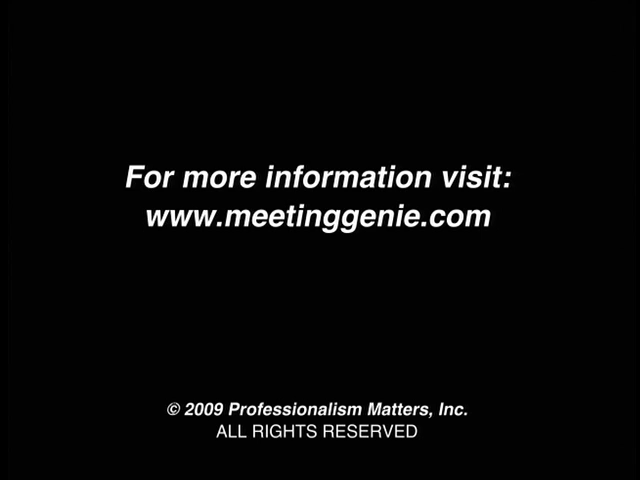 For more information visit:
www.meetinggenie.com
© 2009 Professionalism Matters, Inc.
ALL RIGHTS RESERVED